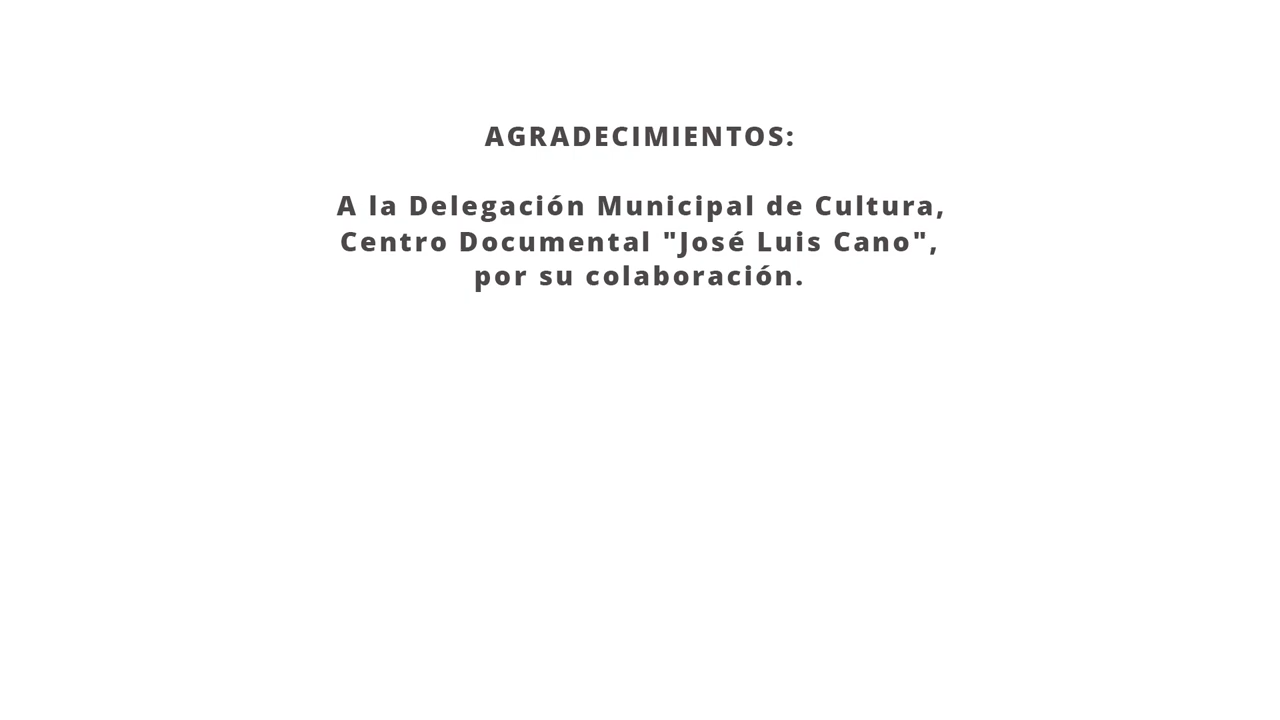 AGRADECIMIENTOS:
A la Delegación Municipal de Cultura,
Centro Documental "José Luis Cano",
por su colaboración.